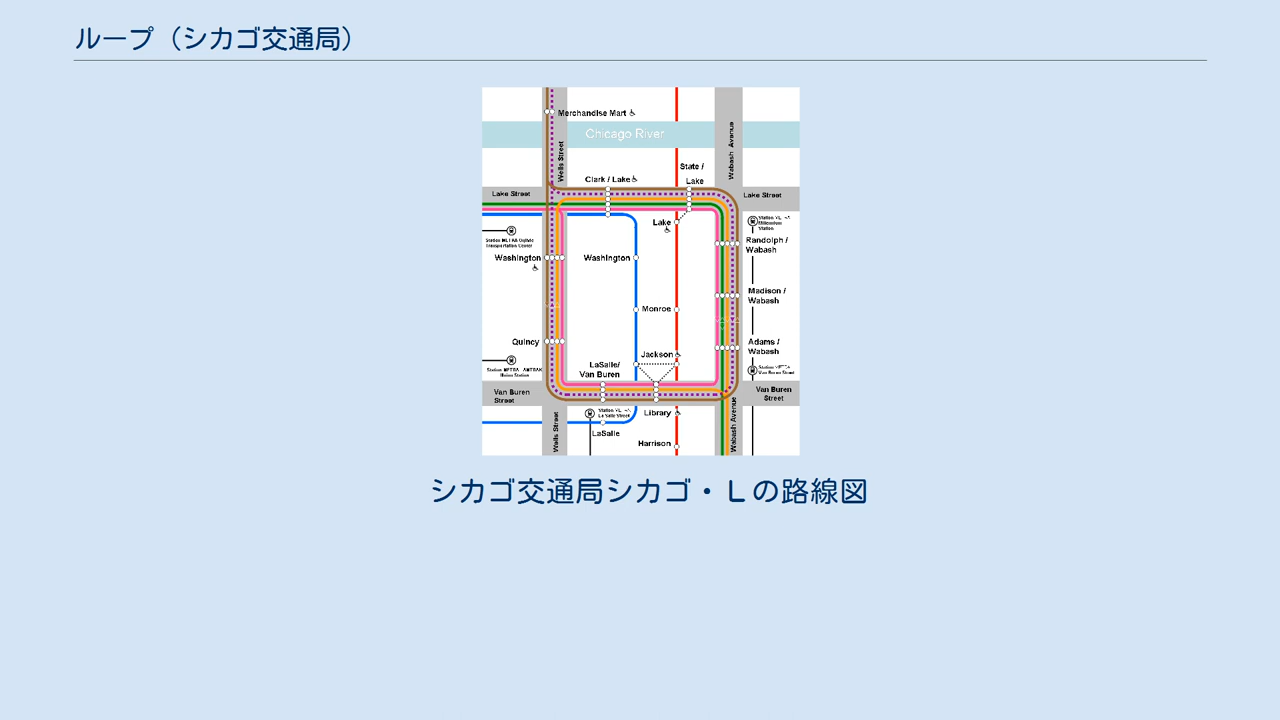 ループ（シカゴ交通局）
Merchandise Mart
Chicago River
Wells Street
Wabash Avenue
State /
Lake
Clark / Lake
Lake Street
Lake Street
Lake
Randolph /
Wabash
Washington
Washington
Madison /
Wabash
Monroe
Quincy
Adams /
Wabash
Jackson
LaSalle/
Van Buren
Van Buren
Street
Van Buren
Street
Library
LaSalle
Wells Street
Wabash Avenue
Harrison
シカゴ交通局シカゴ・Lの路線図